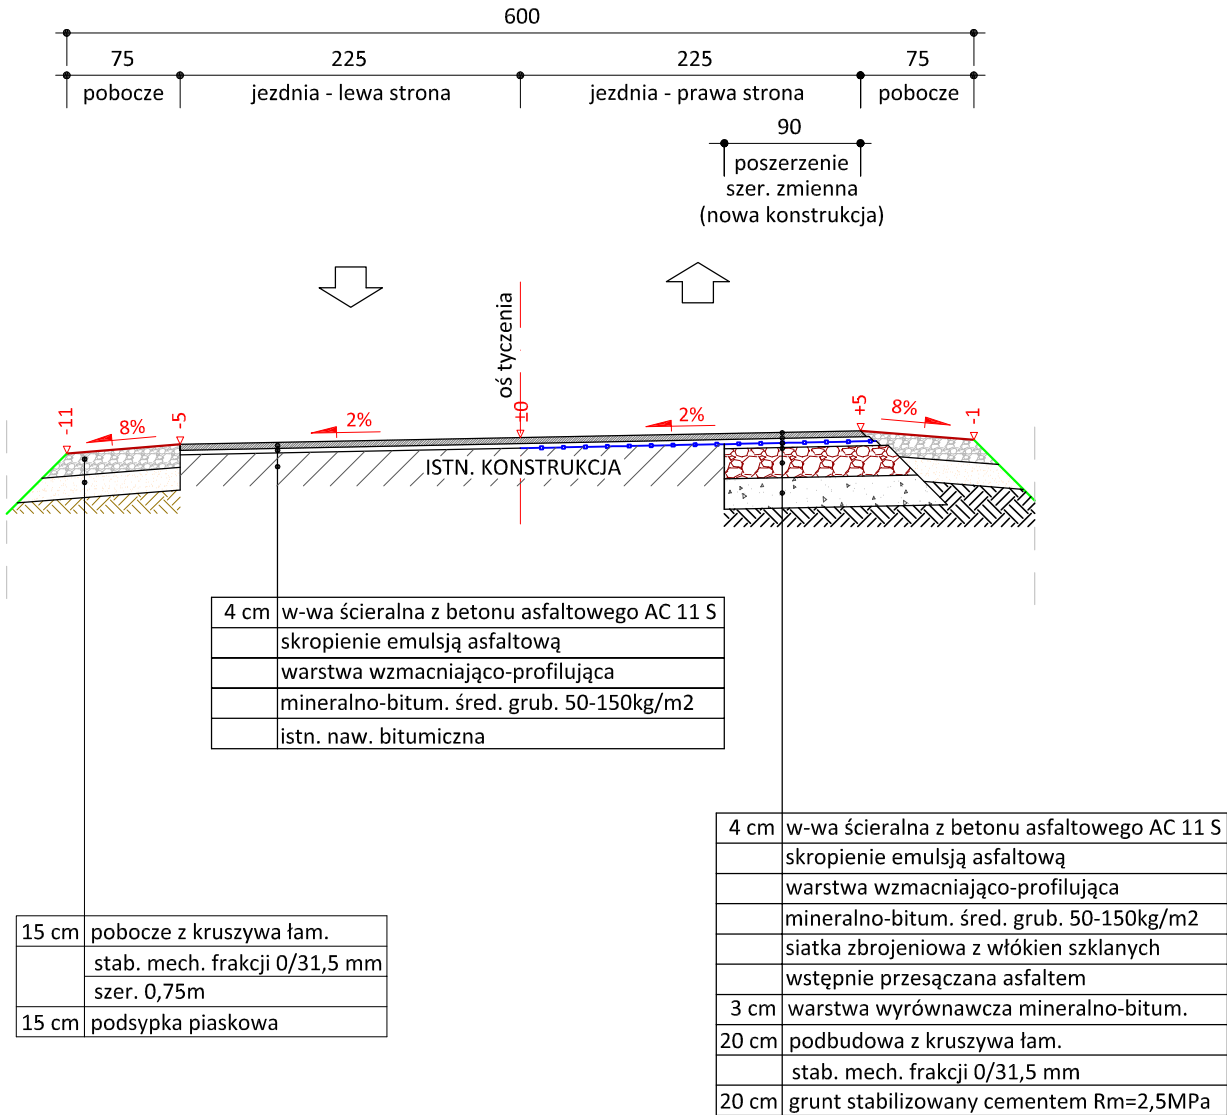 600
75 225 225 75
pobocze jezdnia - lewa strona jezdnia - prawa strona pobocze
90
poszerzenie
szer. zmienna
(nowa konstrukcja)
oś tyczenia
-11 8% -5 2% ±0 2% +5 8% -1
ISTN. KONSTRUKCJA
4 cm w-wa ścieralna z betonu asfaltowego AC 11 S
skropienie emulsją asfaltową
warstwa wzmacniająco-profilująca
mineralno-bitum. śred. grub. 50-150kg/m2
istn. naw. bitumiczna
15 cm pobocze z kruszywa łam.
stab. mech. frakcji 0/31,5 mm
szer. 0,75m
15 cm podsypka piaskowa
4 cm w-wa ścieralna z betonu asfaltowego AC 11 S
skropienie emulsją asfaltową
warstwa wzmacniająco-profilująca
mineralno-bitum. śred. grub. 50-150kg/m2
siatka zbrojeniowa z włókien szklanych
wstępnie przesączana asfaltem
3 cm warstwa wyrównawcza mineralno-bitum.
20 cm podbudowa z kruszywa łam.
stab. mech. frakcji 0/31,5 mm
20 cm grunt stabilizowany cementem Rm=2,5MPa